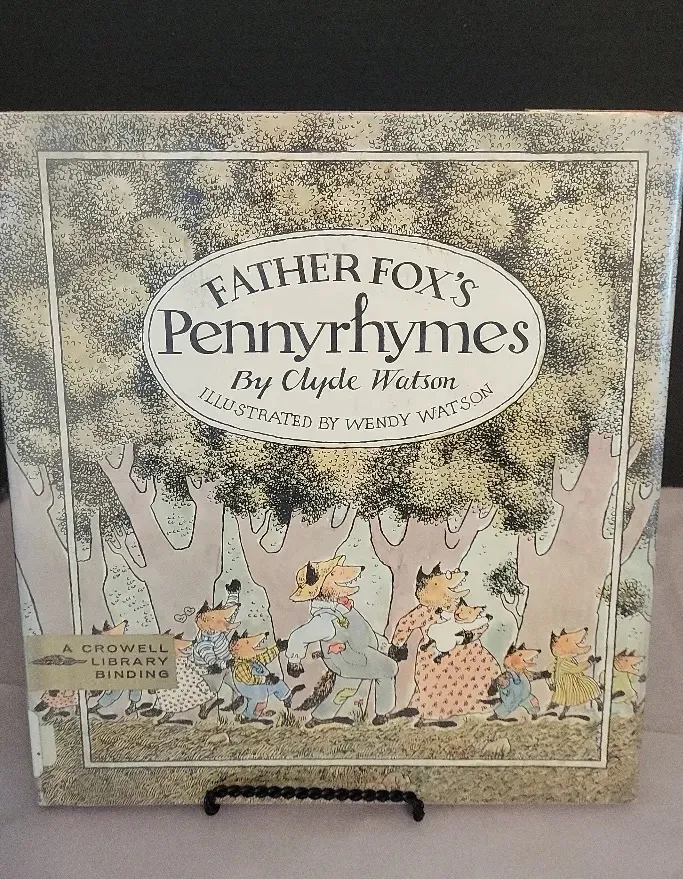 FATHER FOX'S
Pennyrhymes
By Clyde Watson
ILLUSTRATED BY WENDY WATSON
A CROWELL
LIBRARY
BINDING